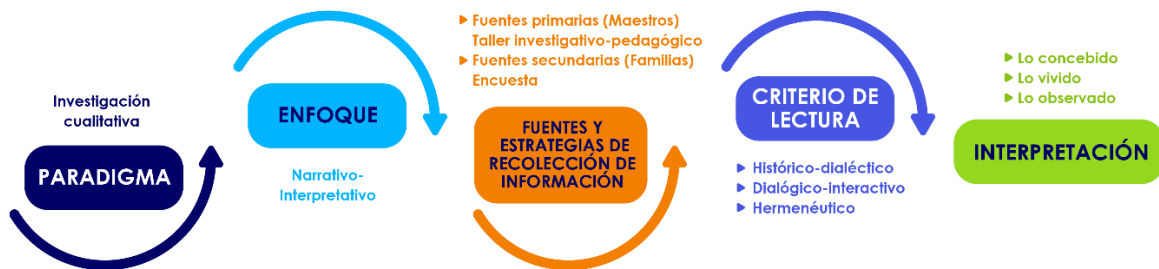 Investigación
cualitativa
PARADIGMA
ENFOQUE
Narrativo-
Interpretativo
Fuentes primarias (Maestros)
Taller investigativo-pedagógico
Fuentes secundarias (Familias)
Encuesta
FUENTES Y
ESTRATEGIAS DE
RECOLECCIÓN DE
INFORMACIÓN
CRITERIO DE
LECTURA
Histórico-dialéctico
Dialógico-interactivo
Hermenéutico
Lo concebido
Lo vivido
Lo observado
INTERPRETACIÓN